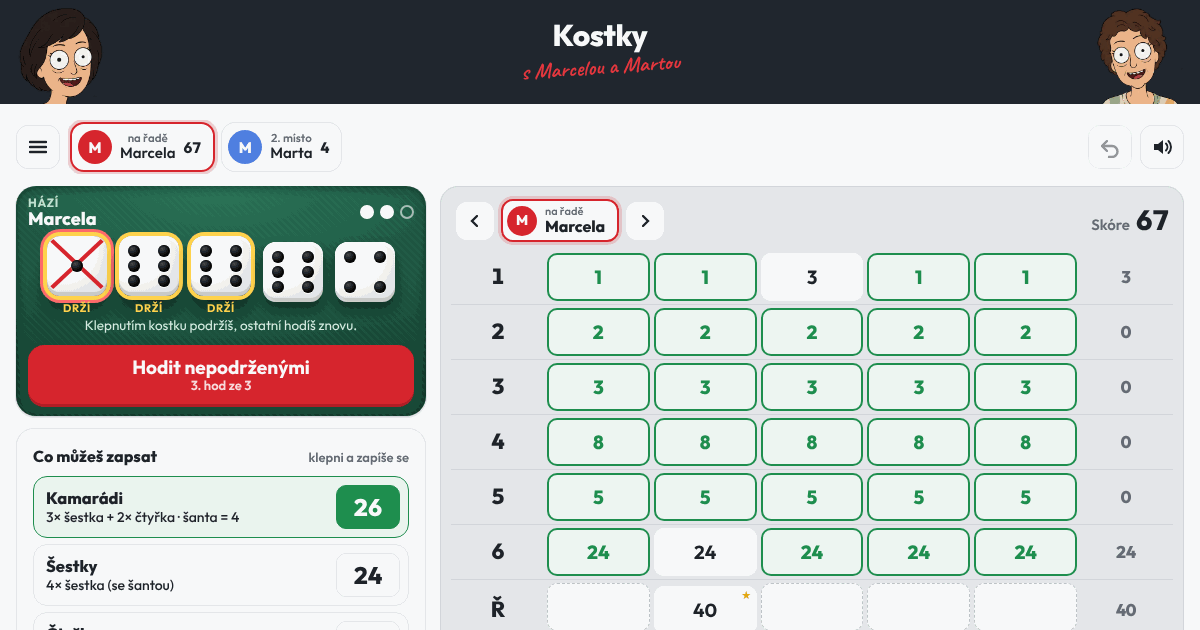 Kostky
s Marcelou a Martou
M
na řadě
Marcela 67
M
2. místo
Marta 4
HÁZÍ
Marcela
DRŽÍ DRŽÍ DRŽÍ
Klepnutím kostku podržíš, ostatní hodíš znovu.
Hodit nepodrženými
3. hod ze 3
Co můžeš zapsat
klepni a zapíše se
Kamarádi
3× šestka + 2× čtyřka · šanta = 4
26
Šestky
4× šestka (se šantou)
24
M
na řadě
Marcela
Skóre 67
1 1 1 3 1 1 3
2 2 2 2 2 2 0
3 3 3 3 3 3 0
4 8 8 8 8 8 0
5 5 5 5 5 5 0
6 24 24 24 24 24 24
Ř 40 40